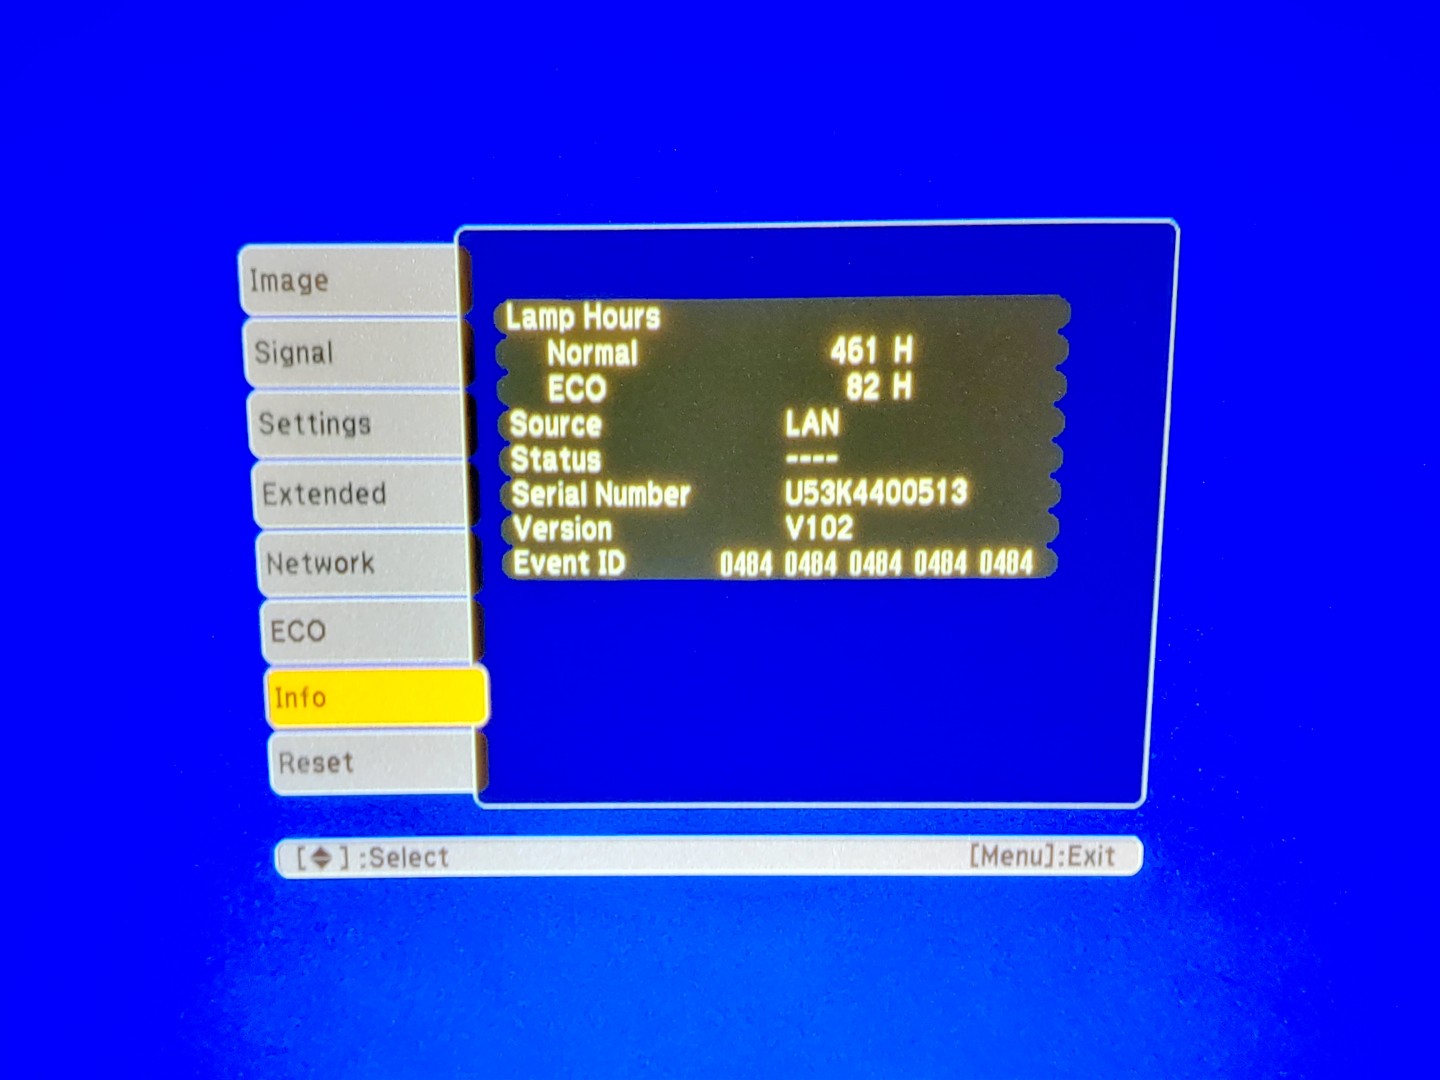 Image
Signal
Settings
Extended
Network
ECO
Info
Reset
Lamp Hours
Normal 461 H
ECO 82 H
Source LAN
Status ----
Serial Number U53K4400513
Version V102
Event ID 0484 0484 0484 0484 0484
[◆] :Select [Menu]:Exit